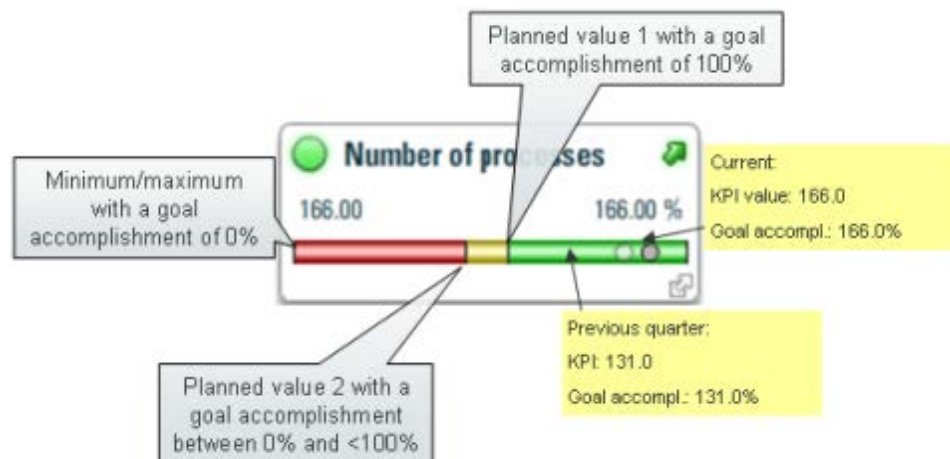 Planned value 1 with a goal
accomplishment of 100%
Number of processes
166.00
166.00 %
Minimum/maximum
with a goal
accomplishment of 0%
Current:
KPI value: 166.0
Goal accompl.: 166.0%
Previous quarter:
KPI: 131.0
Goal accompl.: 131.0%
Planned value 2 with a
goal accomplishment
between 0% and <100%